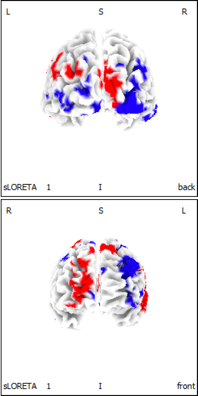 L S R
sLORETA 1 I back
R S L
sLORETA 1 I front